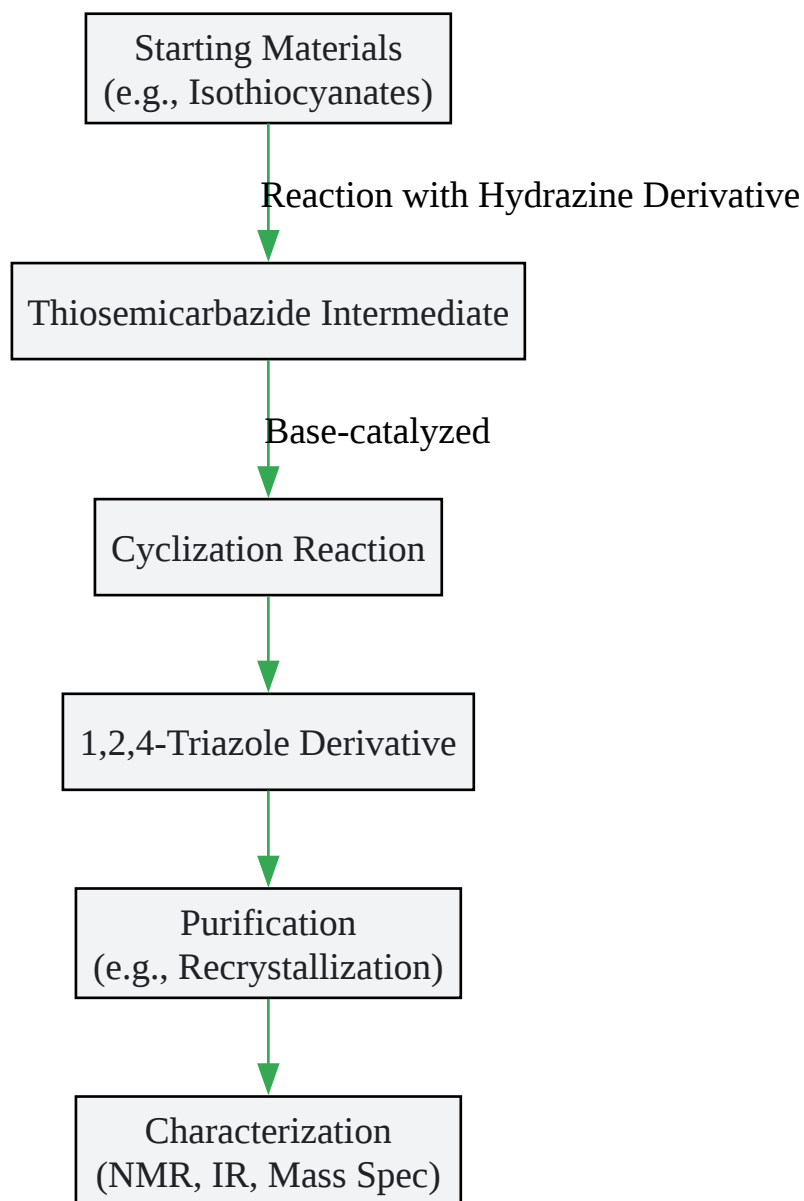 Starting Materials
(e.g., Isothiocyanates)
Reaction with Hydrazine Derivative
Thiosemicarbazide Intermediate
Base-catalyzed
Cyclization Reaction
1,2,4-Triazole Derivative
Purification
(e.g., Recrystallization)
Characterization
(NMR, IR, Mass Spec)